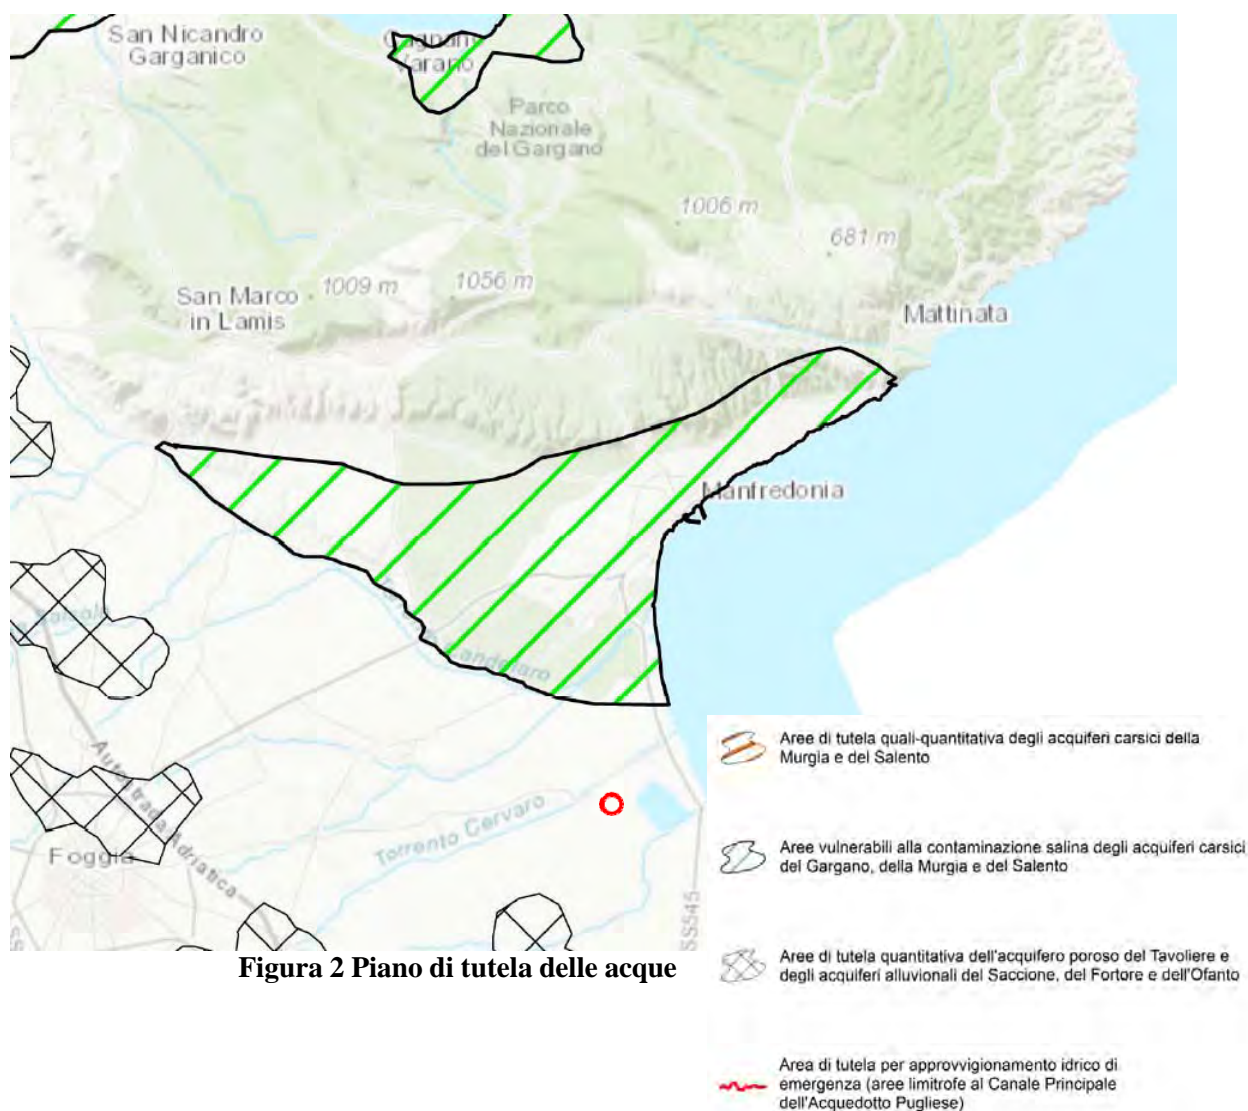 San Nicandro
Garganico
Varano
Parco
Nazionale
del Gargano
1006 m
681 m
1009 m
1056 m
San Marco
in Lamis
Mattinata
Manfredonia
Candelaro
Autostrada Adriatica
Torrento Cervaro
Foggia
SS545
Figura 2 Piano di tutela delle acque
Aree di tutela quali-quantitativa degli acquiferi carsici della
Murgia e del Salento
Aree vulnerabili alla contaminazione salina degli acquiferi carsici
del Gargano, della Murgia e del Salento
Aree di tutela quantitativa dell'acquifero poroso del Tavoliere e
degli acquiferi alluvionali del Saccione, del Fortore e dell'Ofanto
Area di tutela per approvvigionamento idrico di
emergenza (aree limitrofe al Canale Principale
dell'Acquedotto Pugliese)